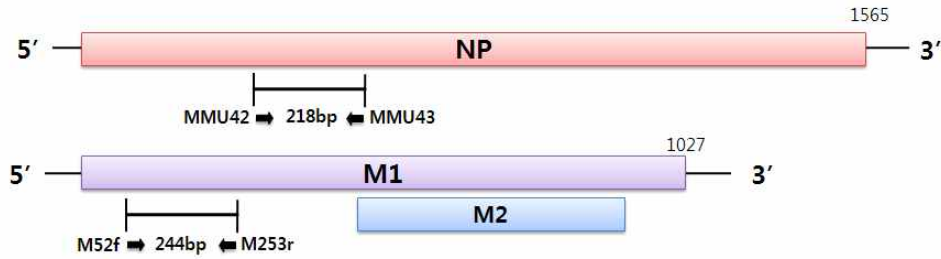 1565
5′ NP 3′
MMU42 218bp MMU43
1027
5′ M1 3′
M2
M52f 244bp M253r